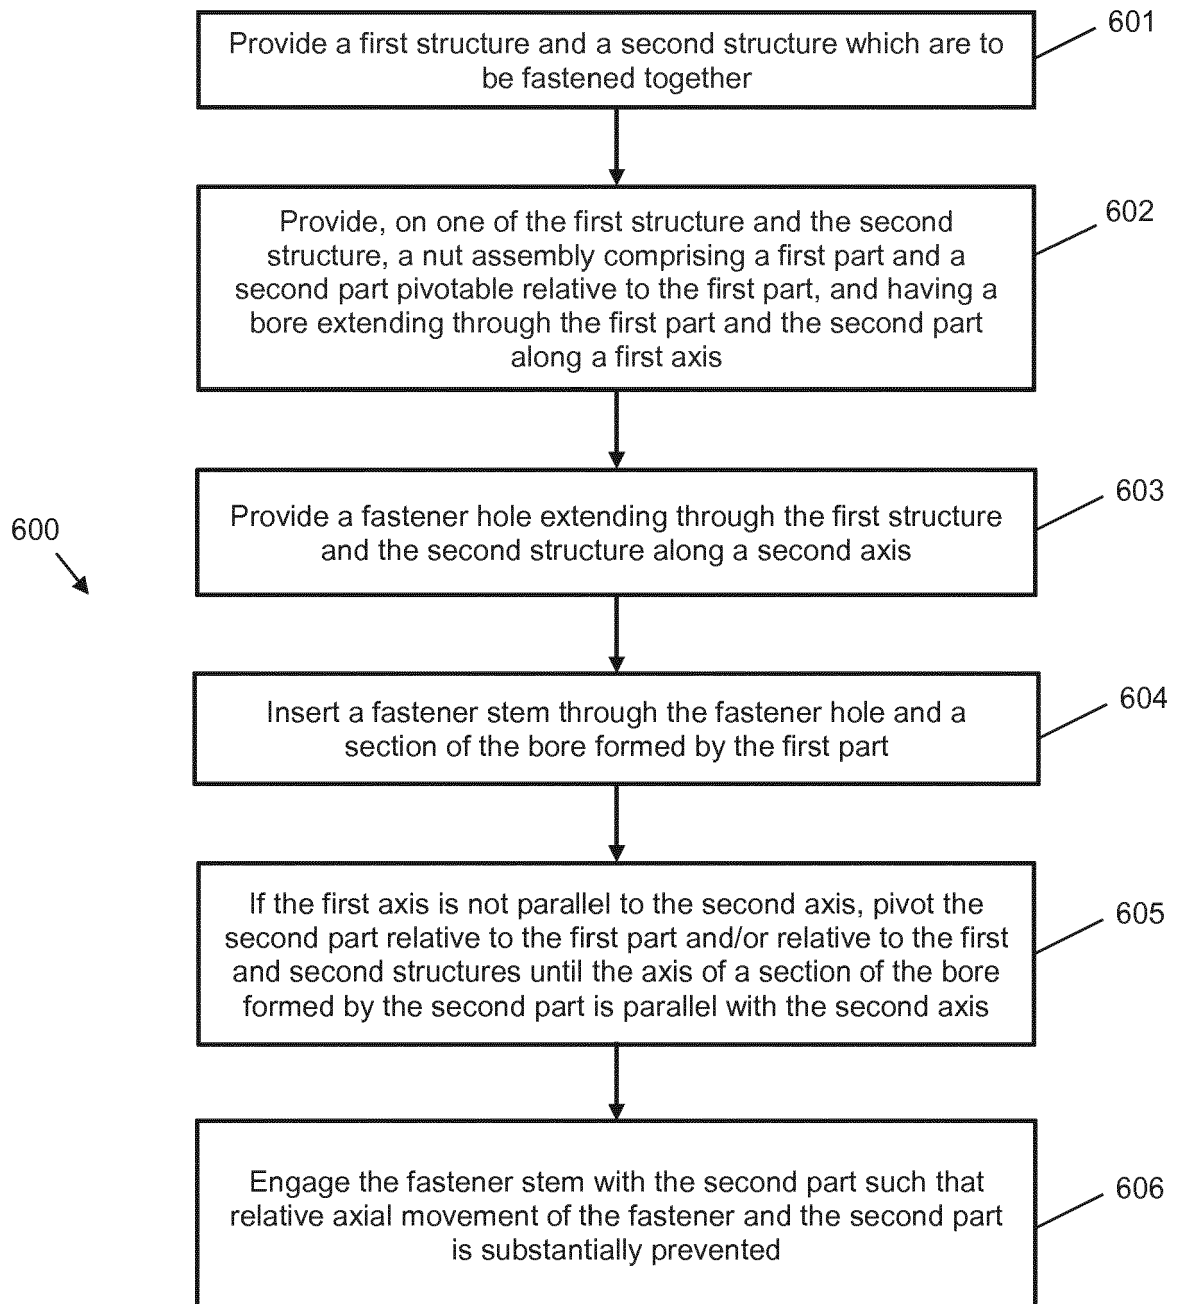 Provide a first structure and a second structure which are to
be fastened together
601
Provide, on one of the first structure and the second
structure, a nut assembly comprising a first part and a
second part pivotable relative to the first part, and having a
bore extending through the first part and the second part
along a first axis
602
Provide a fastener hole extending through the first structure
and the second structure along a second axis
603
600
Insert a fastener stem through the fastener hole and a
section of the bore formed by the first part
604
If the first axis is not parallel to the second axis, pivot the
second part relative to the first part and/or relative to the first
and second structures until the axis of a section of the bore
formed by the second part is parallel with the second axis
605
Engage the fastener stem with the second part such that
relative axial movement of the fastener and the second part
is substantially prevented
606